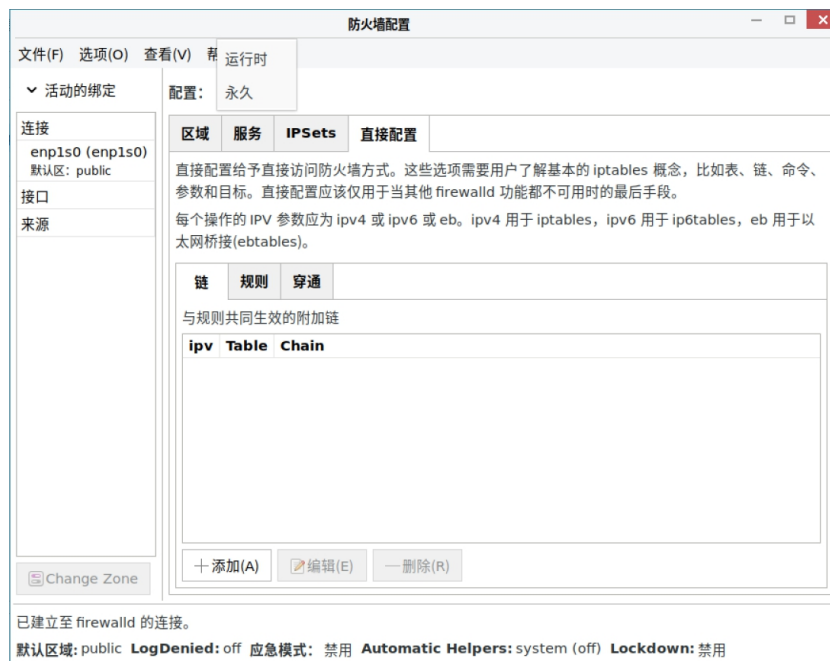 防火墙配置
文件(F) 选项(O) 查看(V) 帮
运行时
永久
活动的绑定
配置：
连接
enp1s0 (enp1s0)
默认区: public
接口
来源
Change Zone
区域 服务 IPSets 直接配置
直接配置给予直接访问防火墙方式。这些选项需要用户了解基本的 iptables 概念，比如表、链、命令、
参数和目标。直接配置应该仅用于当其他 firewalld 功能都不可用时的最后手段。
每个操作的 IPV 参数应为 ipv4 或 ipv6 或 eb。ipv4 用于 iptables，ipv6 用于 ip6tables，eb 用于以
太网桥接(ebtables)。
链 规则 穿通
与规则共同生效的附加链
ipv Table Chain
添加(A) 编辑(E) 删除(R)
已建立至 firewalld 的连接。
默认区域: public LogDenied: off 应急模式： 禁用 Automatic Helpers: system (off) Lockdown: 禁用